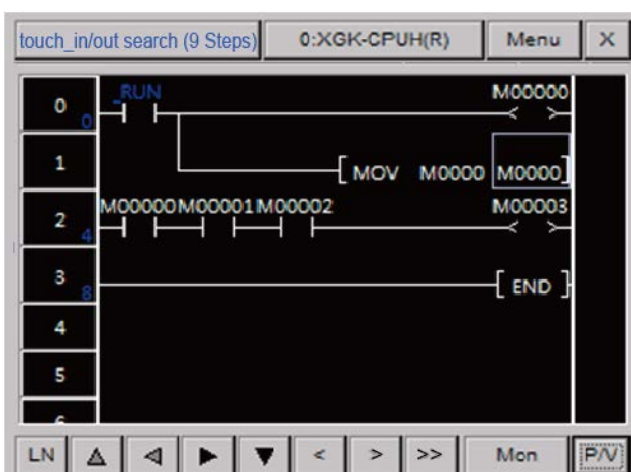 touch_in/out search (9 Steps) 0:XGK-CPUH(R) Menu X
0 0 _RUN M00000
1 [ MOV M0000 M0000 ]
2 4 M00000 M00001 M00002 M00003
3 8 [ END ]
4
5
LN < > >> Mon P/V